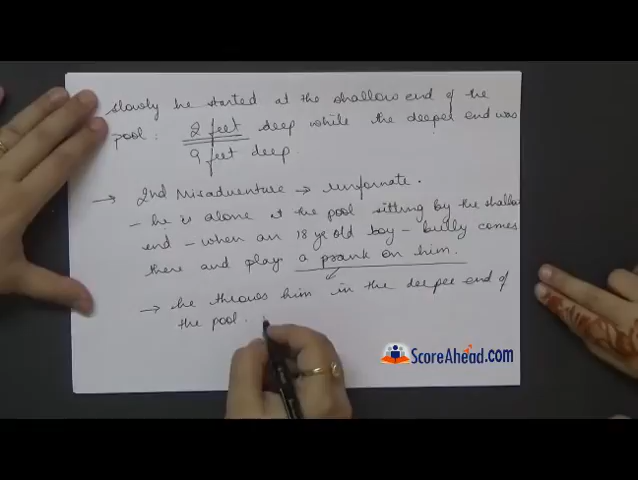 slowly he started at the shallow end of the
pool: 2 feet deep while the deeper end was
9 feet deep.
→ 2nd Misadventure → unfornate.
- he is alone at the pool sitting by the shallo
end - when an 18 ye old boy - bully comes
there and plays a prank on him.
→ he throws him in the deeper end of
the pool.
ScoreAhead.com